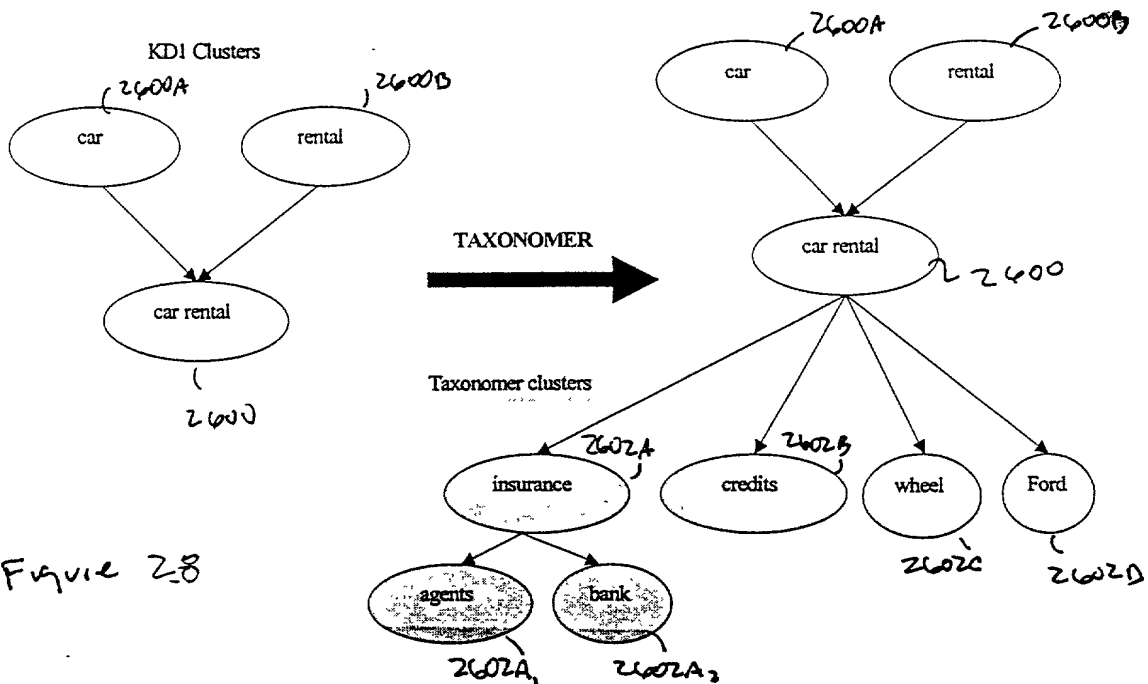 KD1 Clusters
2600A
2600B
car
rental
car rental
2600
TAXONOMER
2600A
2600B
car
rental
car rental
2600
Taxonomer clusters
2602A
2602B
insurance
credits
wheel
Ford
2602C
2602D
agents
bank
2602A1
2602A2
Figure 28